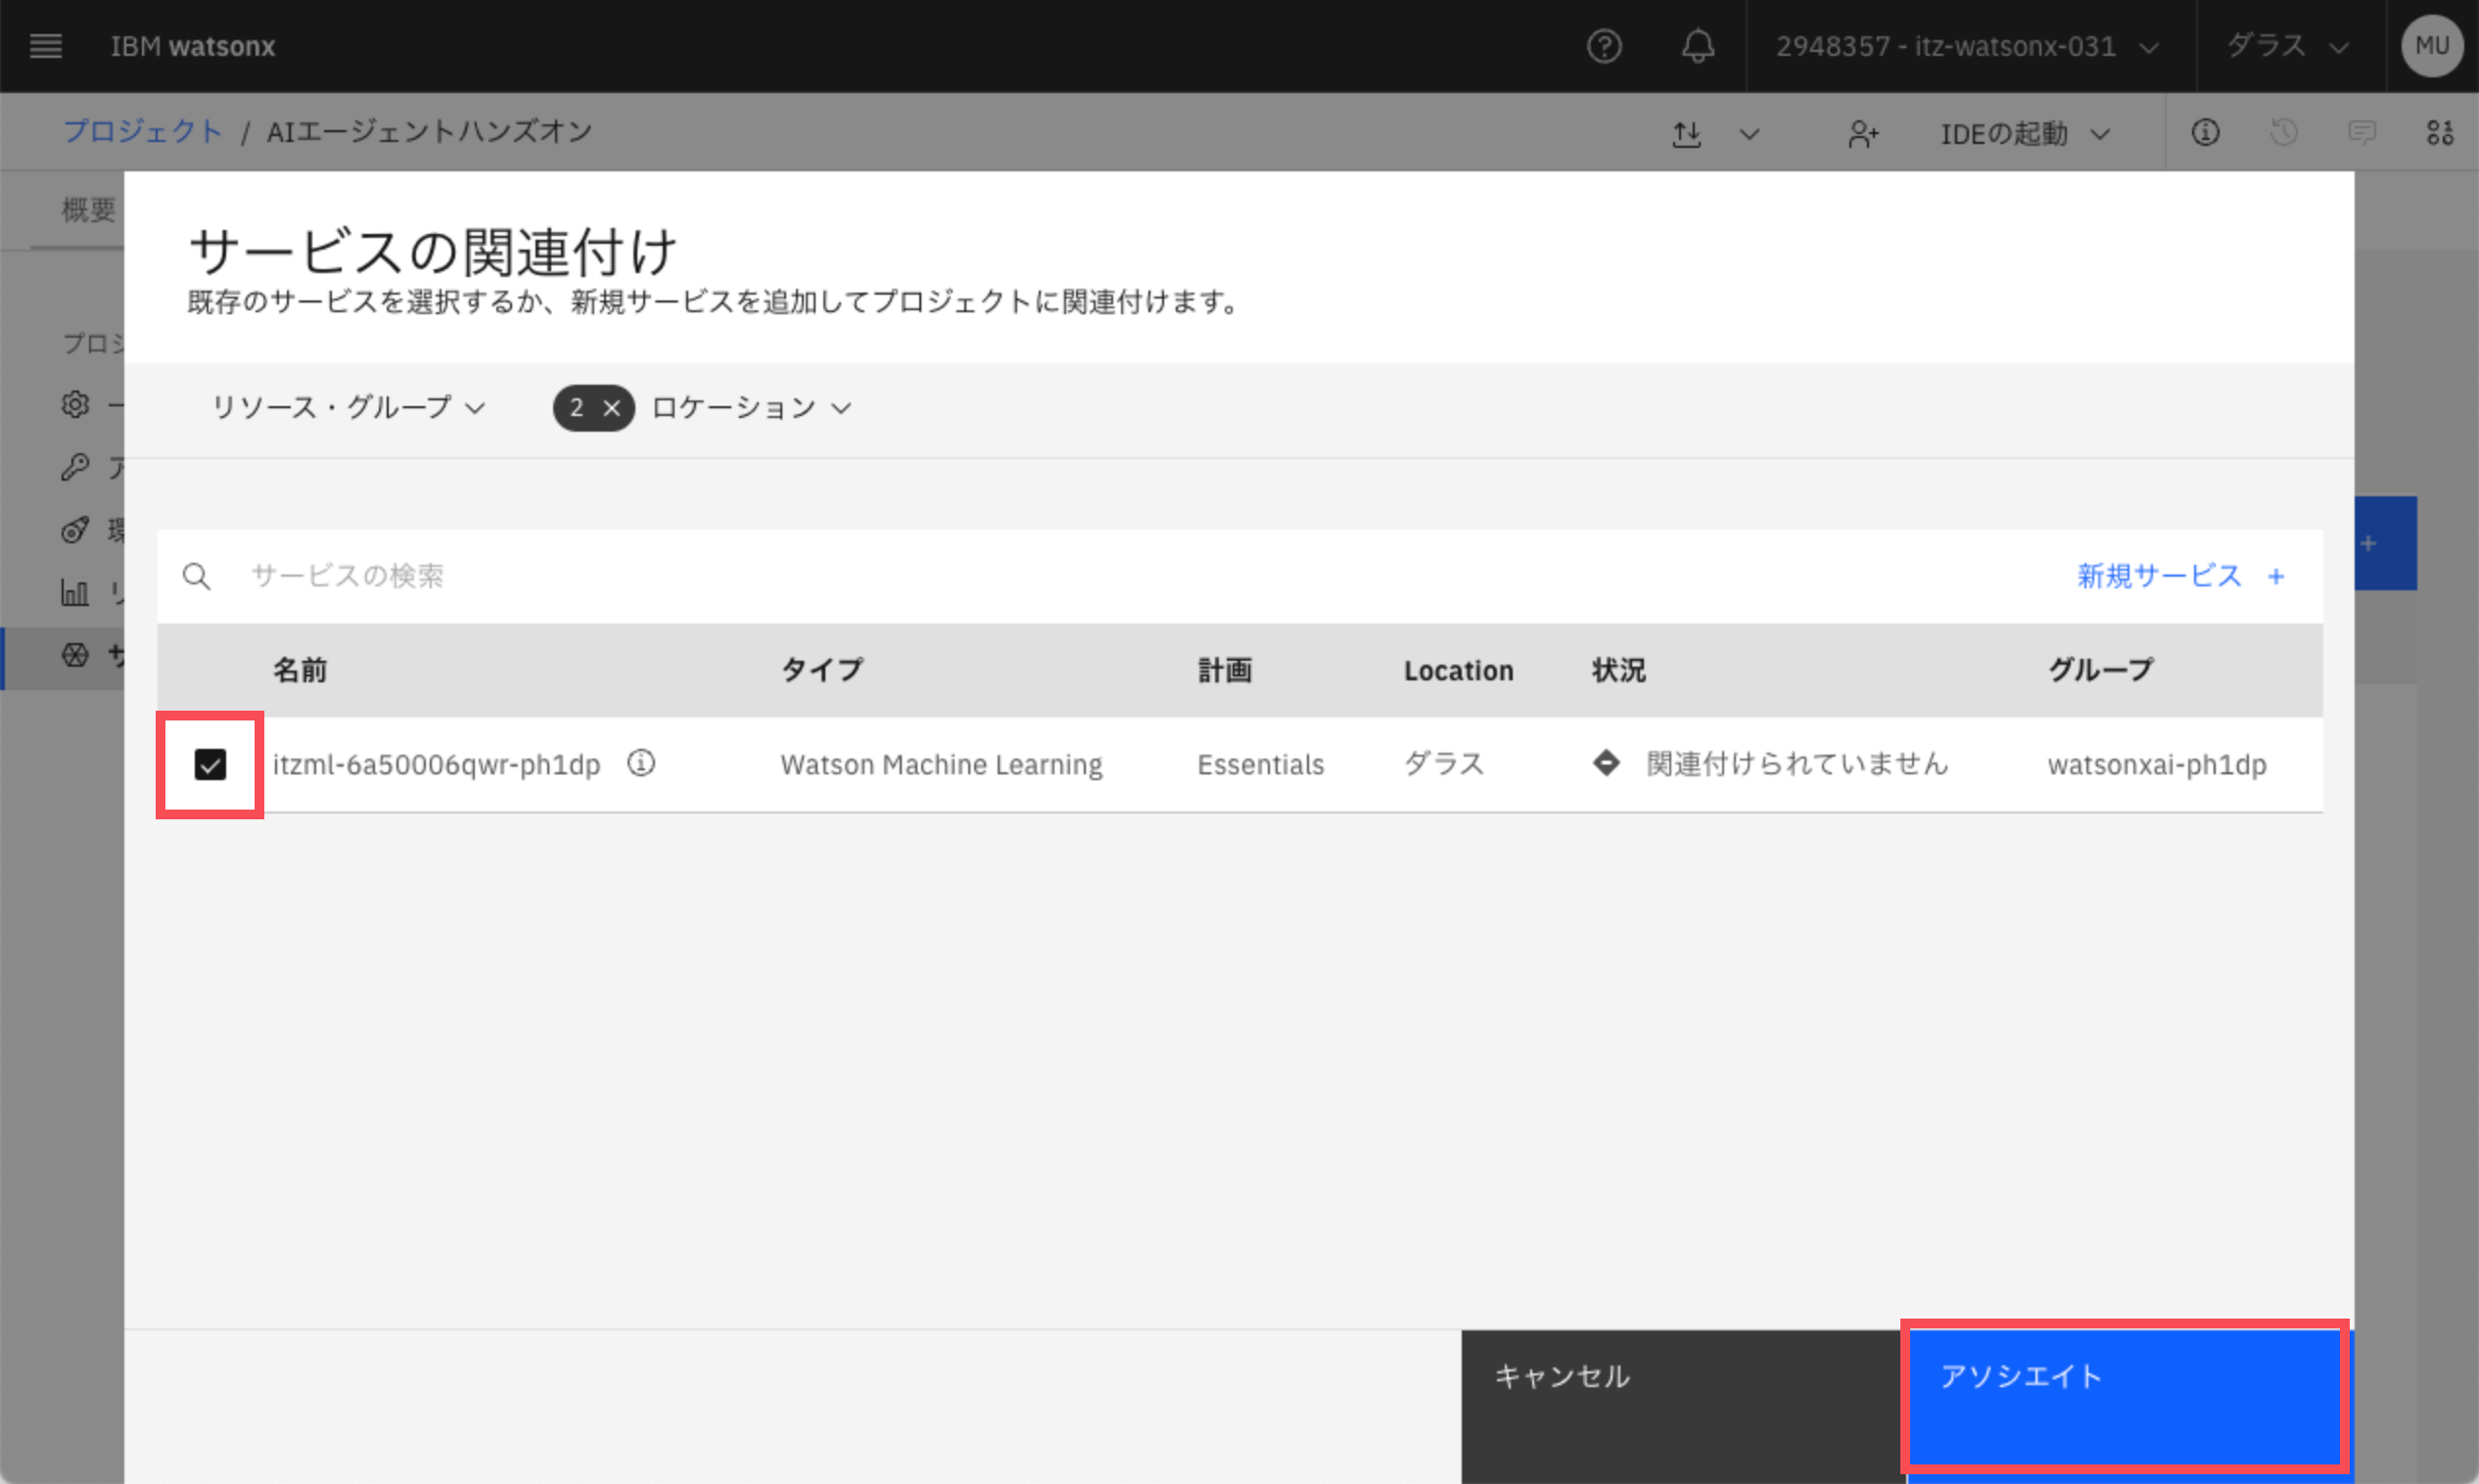 IBM watsonx
2948357 - itz-watsonx-031
ダラス
MU
プロジェクト / AIエージェントハンズオン
IDEの起動
概要
サービスの関連付け
既存のサービスを選択するか、新規サービスを追加してプロジェクトに関連付けます。
プロジ
リソース・グループ
2
ロケーション
ア
環
リ
サ
サービスの検索
新規サービス +
名前 タイプ 計画 Location 状況 グループ
itzml-6a50006qwr-ph1dp Watson Machine Learning Essentials ダラス 関連付けられていません watsonxai-ph1dp
キャンセル
アソシエイト